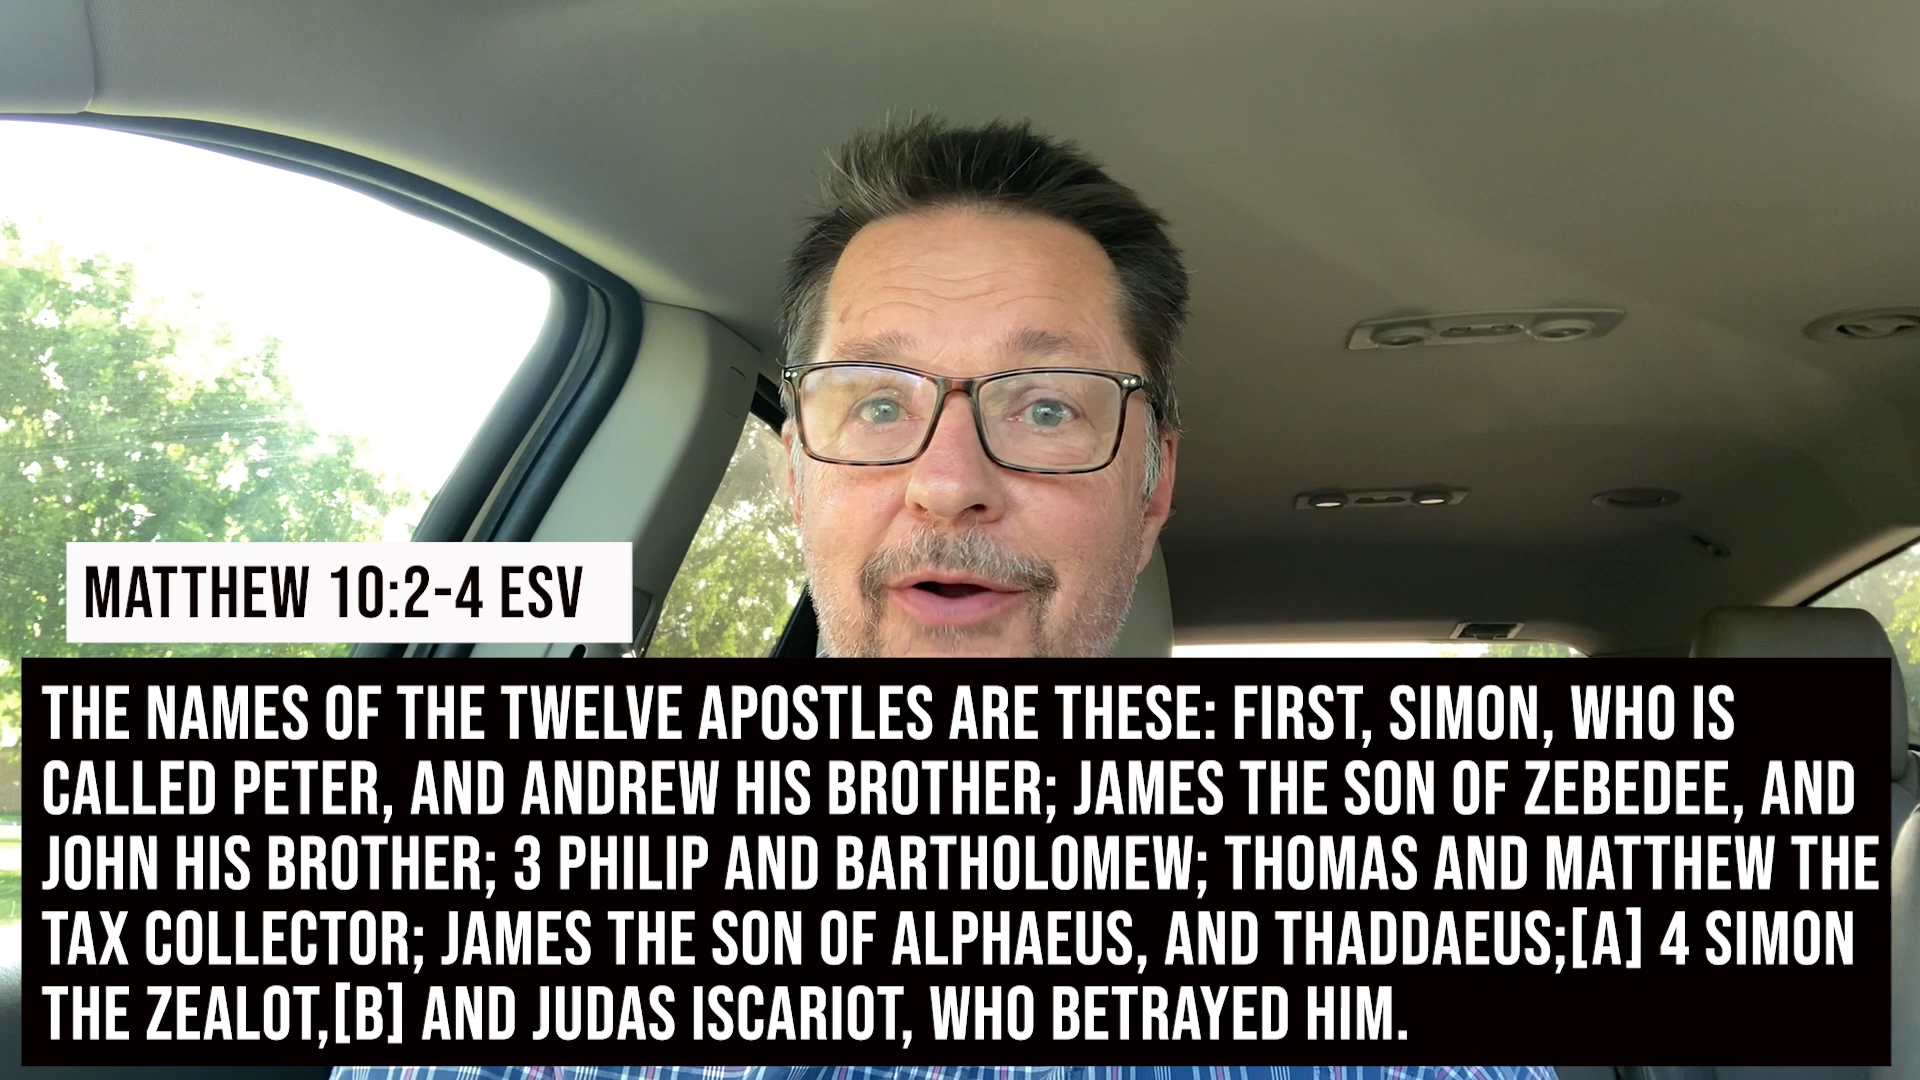 MATTHEW 10:2-4 ESV
THE NAMES OF THE TWELVE APOSTLES ARE THESE: FIRST, SIMON, WHO IS
CALLED PETER, AND ANDREW HIS BROTHER; JAMES THE SON OF ZEBEDEE, AND
JOHN HIS BROTHER; 3 PHILIP AND BARTHOLOMEW; THOMAS AND MATTHEW THE
TAX COLLECTOR; JAMES THE SON OF ALPHAEUS, AND THADDAEUS;[A] 4 SIMON
THE ZEALOT,[B] AND JUDAS ISCARIOT, WHO BETRAYED HIM.